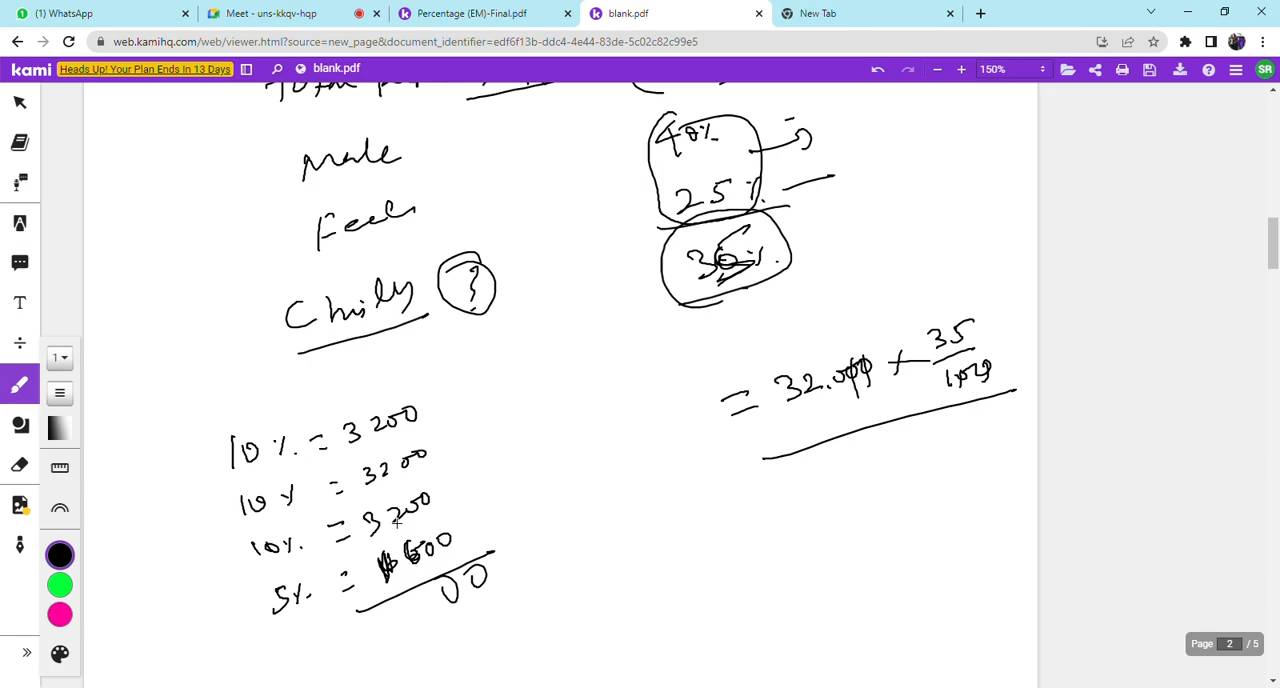 (1) WhatsApp
Meet - uns-kkqv-hqp
Percentage (EM)-Final.pdf
blank.pdf
New Tab
web.kamihq.com/web/viewer.html?source=new_page&document_identifier=edf6f13b-ddc4-4e44-83de-5c02c82c99e5
kami
Heads Up! Your Plan Ends In 13 Days
blank.pdf
150%
SR
Total
Male
40%
25%
?
= 32.000 × 35/100
10% = 3200
10% = 3200
10% = 3200
5% = 1600
00
1
Page 2 / 5